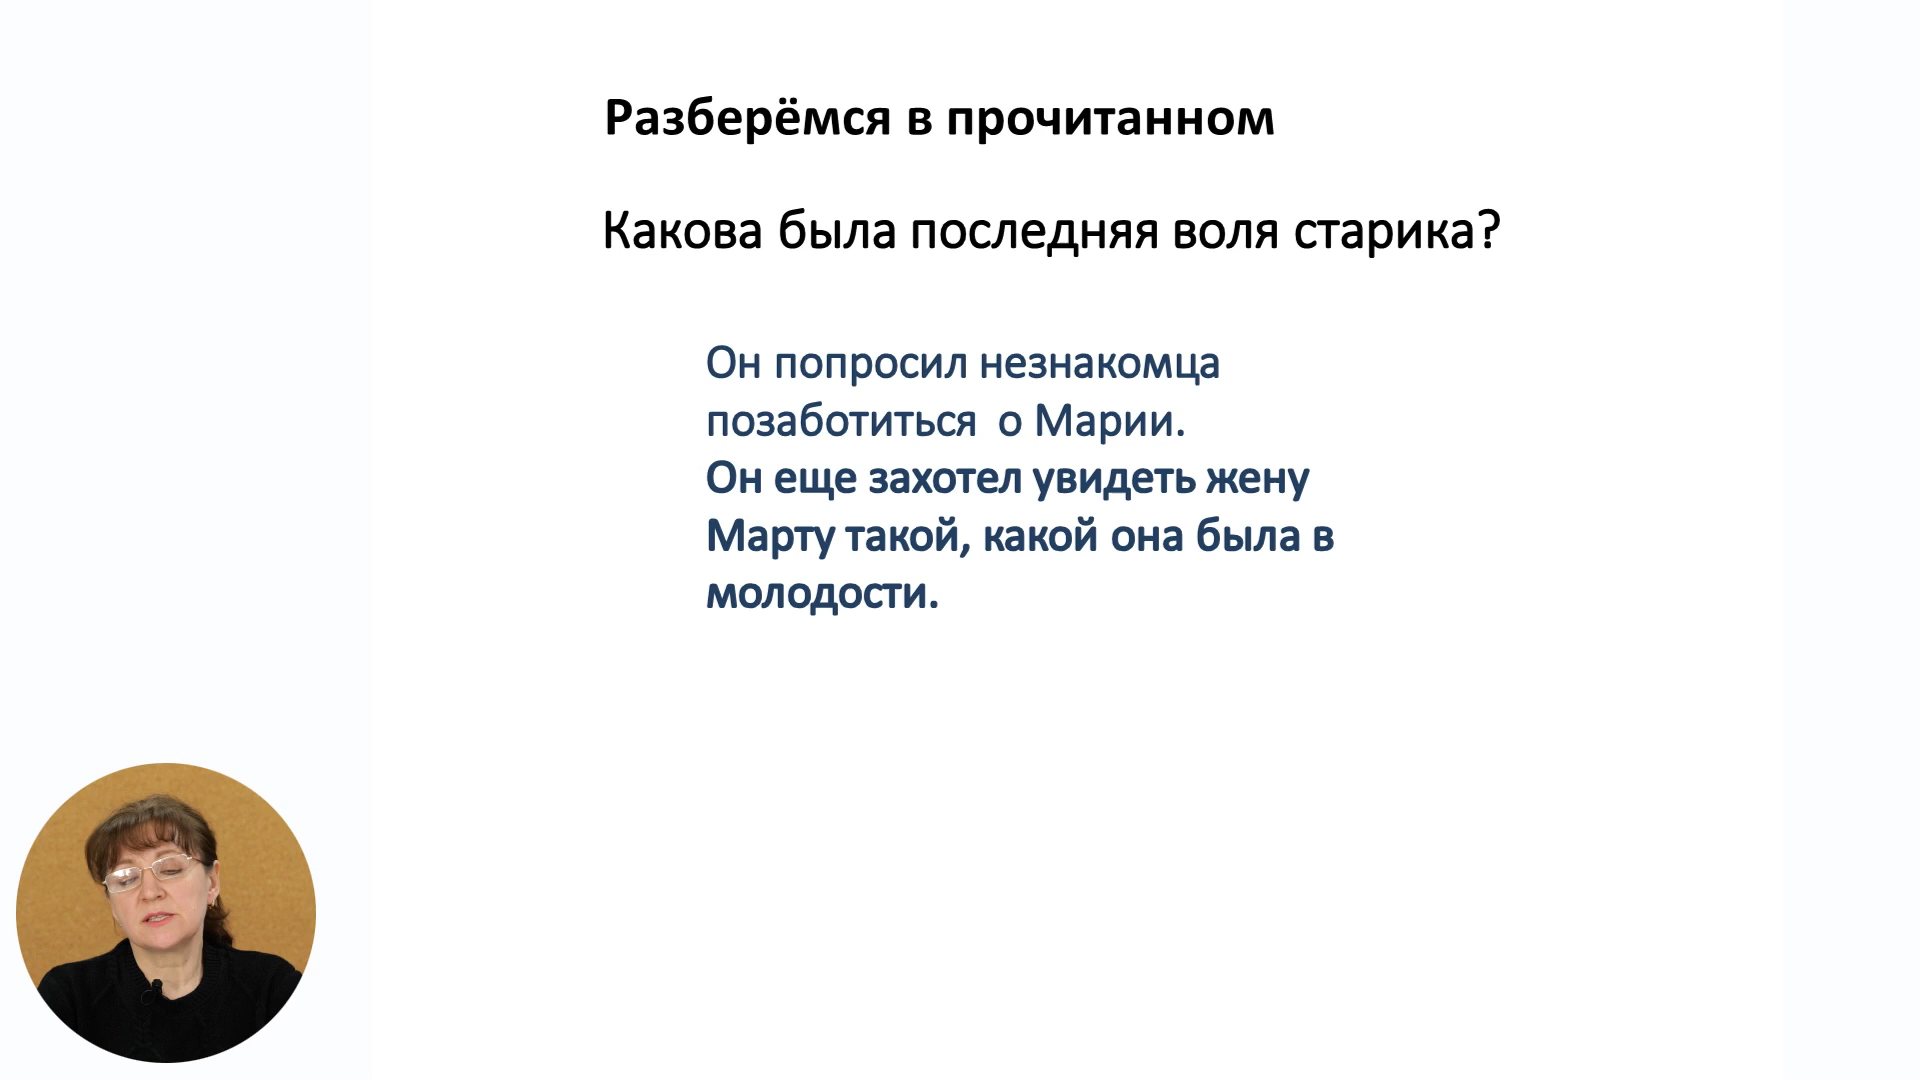 Разберёмся в прочитанном
Какова была последняя воля старика?
Он попросил незнакомца
позаботиться  о Марии.
Он еще захотел увидеть жену
Марту такой, какой она была в
молодости.